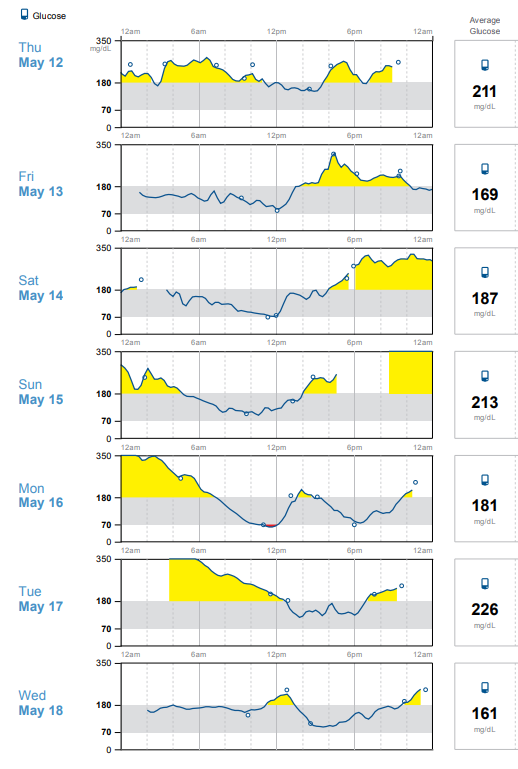 Glucose
Average
Glucose
12am 6am 12pm 6pm 12am
Thu
May 12
350
mg/dL
180
70
0
211
mg/dL
12am 6am 12pm 6pm 12am
Fri
May 13
350
180
70
0
169
mg/dL
12am 6am 12pm 6pm 12am
Sat
May 14
350
180
70
0
187
mg/dL
12am 6am 12pm 6pm 12am
Sun
May 15
350
180
70
0
213
mg/dL
12am 6am 12pm 6pm 12am
Mon
May 16
350
180
70
0
181
mg/dL
12am 6am 12pm 6pm 12am
Tue
May 17
350
180
70
0
226
mg/dL
12am 6am 12pm 6pm 12am
Wed
May 18
350
180
70
0
161
mg/dL